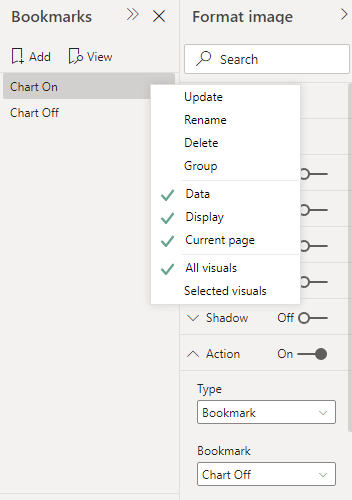 Bookmarks
Add View
Chart On
Chart Off
Update
Rename
Delete
Group
Data
Display
Current page
All visuals
Selected visuals
Format image
Search
Shadow Off
Action On
Type
Bookmark
Bookmark
Chart Off